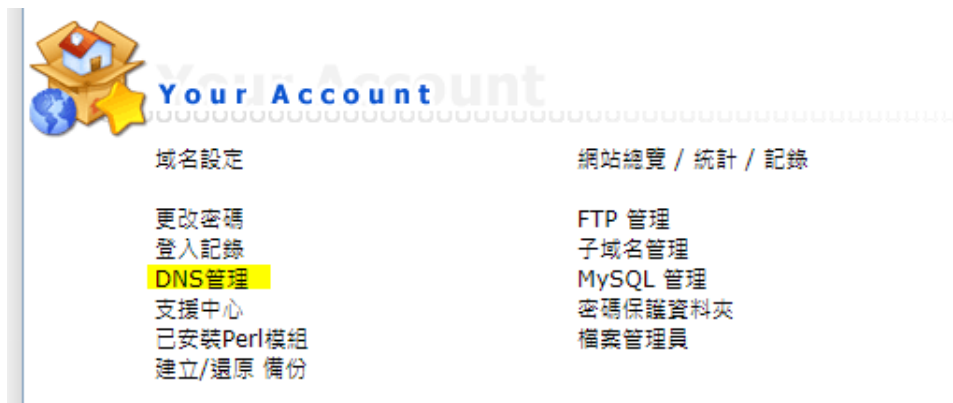 Your Account
Your Account
域名設定
網站總覽 / 統計 / 記錄
更改密碼
FTP 管理
登入記錄
子域名管理
DNS管理
MySQL 管理
支援中心
密碼保護資料夾
已安裝Perl模組
檔案管理員
建立/還原 備份